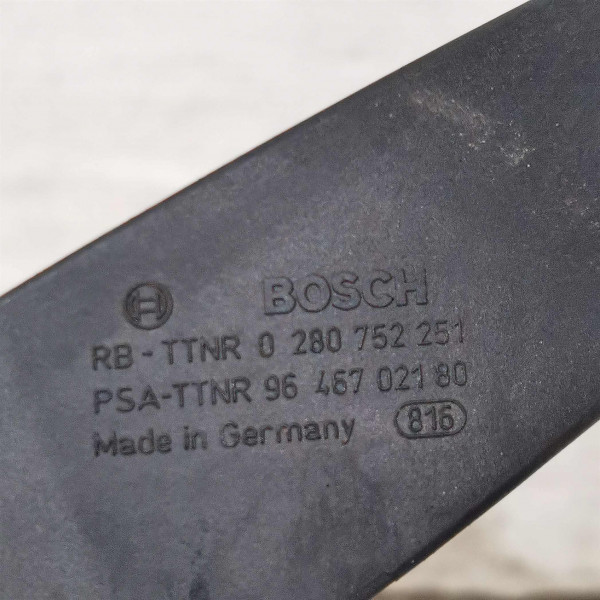 BOSCH
RB-TTNR 0 280 752 251
PSA-TTNR 96 467 021 80
Made in Germany 816